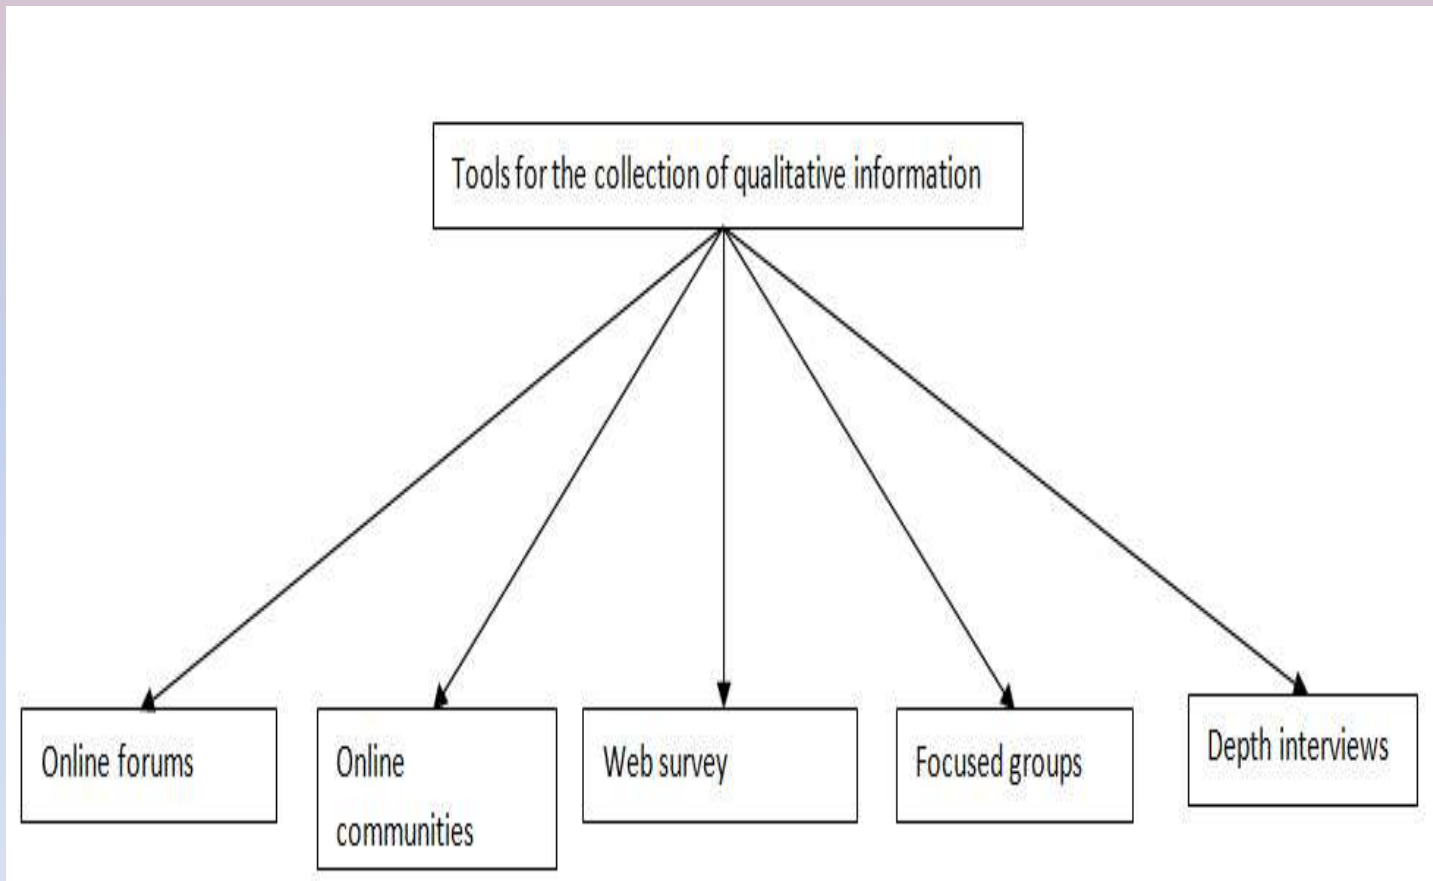 Tools for the collection of qualitative information
Online forums
Online
communities
Web survey
Focused groups
Depth interviews